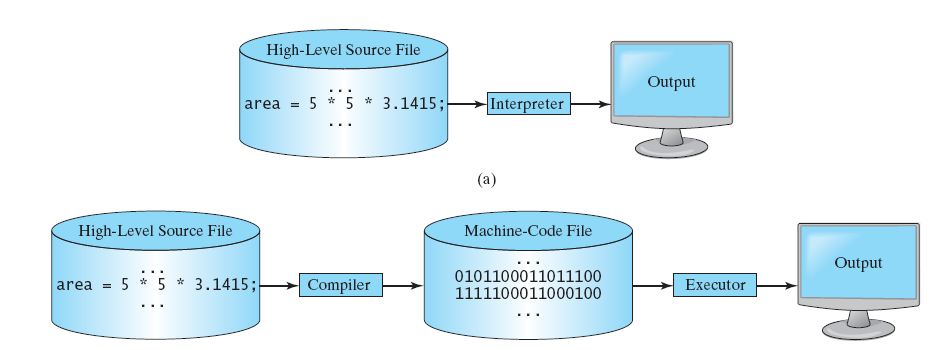 High-Level Source File
...
area = 5 * 5 * 3.1415;
...
Interpreter
Output
(a)
High-Level Source File
...
area = 5 * 5 * 3.1415;
...
Compiler
Machine-Code File
...
0101100011011100
1111100011000100
...
Executor
Output